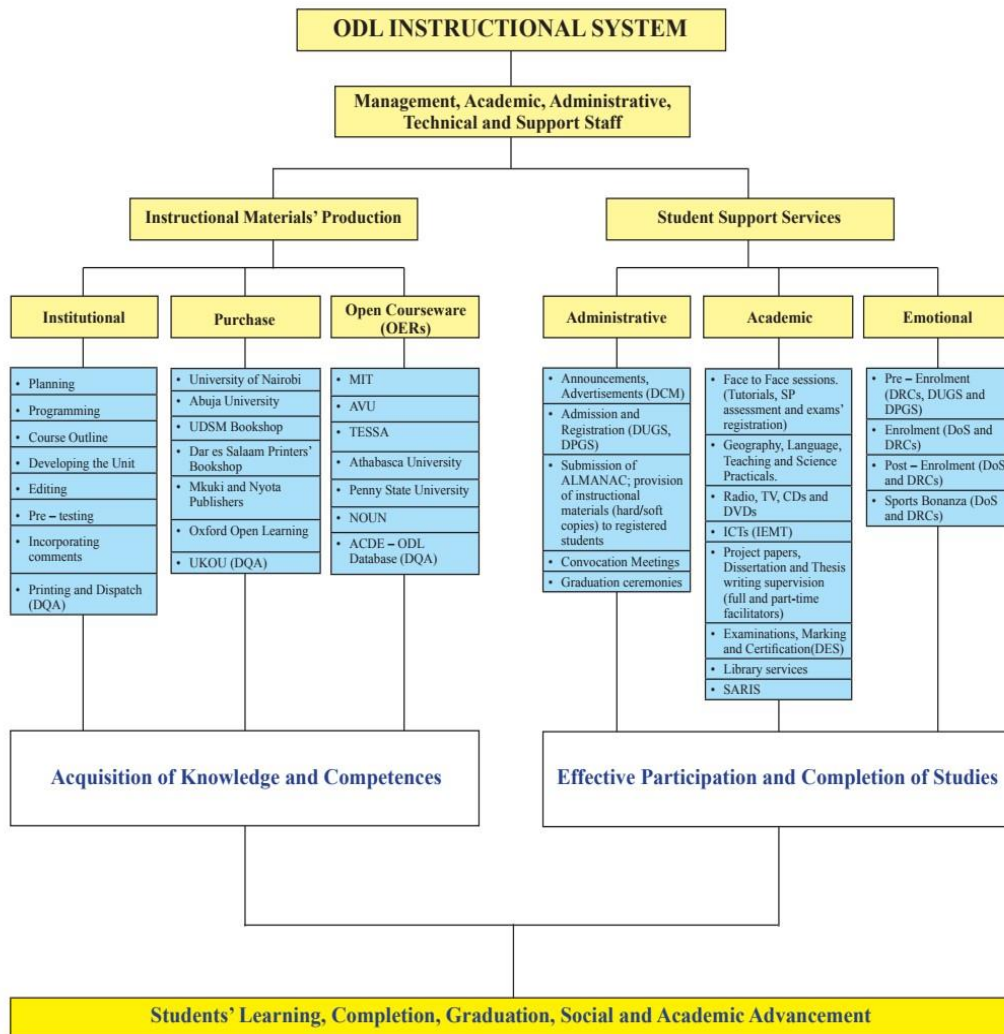 ODL INSTRUCTIONAL SYSTEM
Management, Academic, Administrative,
Technical and Support Staff
Instructional Materials' Production
Student Support Services
Institutional
Purchase
Open Courseware
(OERs)
Administrative
Academic
Emotional
• Planning
• Programming
• Course Outline
• Developing the Unit
• Editing
• Pre – testing
• Incorporating
comments
• Printing and Dispatch
(DQA)
• University of Nairobi
• Abuja University
• UDSM Bookshop
• Dar es Salaam Printers'
Bookshop
• Mkuki and Nyota
Publishers
• Oxford Open Learning
• UKOU (DQA)
• MIT
• AVU
• TESSA
• Athabasca University
• Penny State University
• NOUN
• ACDE – ODL
Database (DQA)
• Announcements,
Advertisements (DCM)
• Admission and
Registration (DUGS,
DPGS)
• Submission of
ALMANAC; provision
of instructional
materials (hard/soft
copies) to registered
students
• Convocation Meetings
• Graduation ceremonies
• Face to Face sessions.
(Tutorials, SP
assessment and exams'
registration)
• Geography, Language,
Teaching and Science
Practicals.
• Radio, TV, CDs and
DVDs
• ICTs (IEMT)
• Project papers,
Dissertation and Thesis
writing supervision
(full and part-time
facilitators)
• Examinations, Marking
and Certification(DES)
• Library services
• SARIS
• Pre – Enrolment
(DRCs, DUGS and
DPGS)
• Enrolment (DoS and
DRCs)
• Post – Enrolment (DoS
and DRCs)
• Sports Bonanza (DoS
and DRCs)
Acquisition of Knowledge and Competences
Effective Participation and Completion of Studies
Students' Learning, Completion, Graduation, Social and Academic Advancement